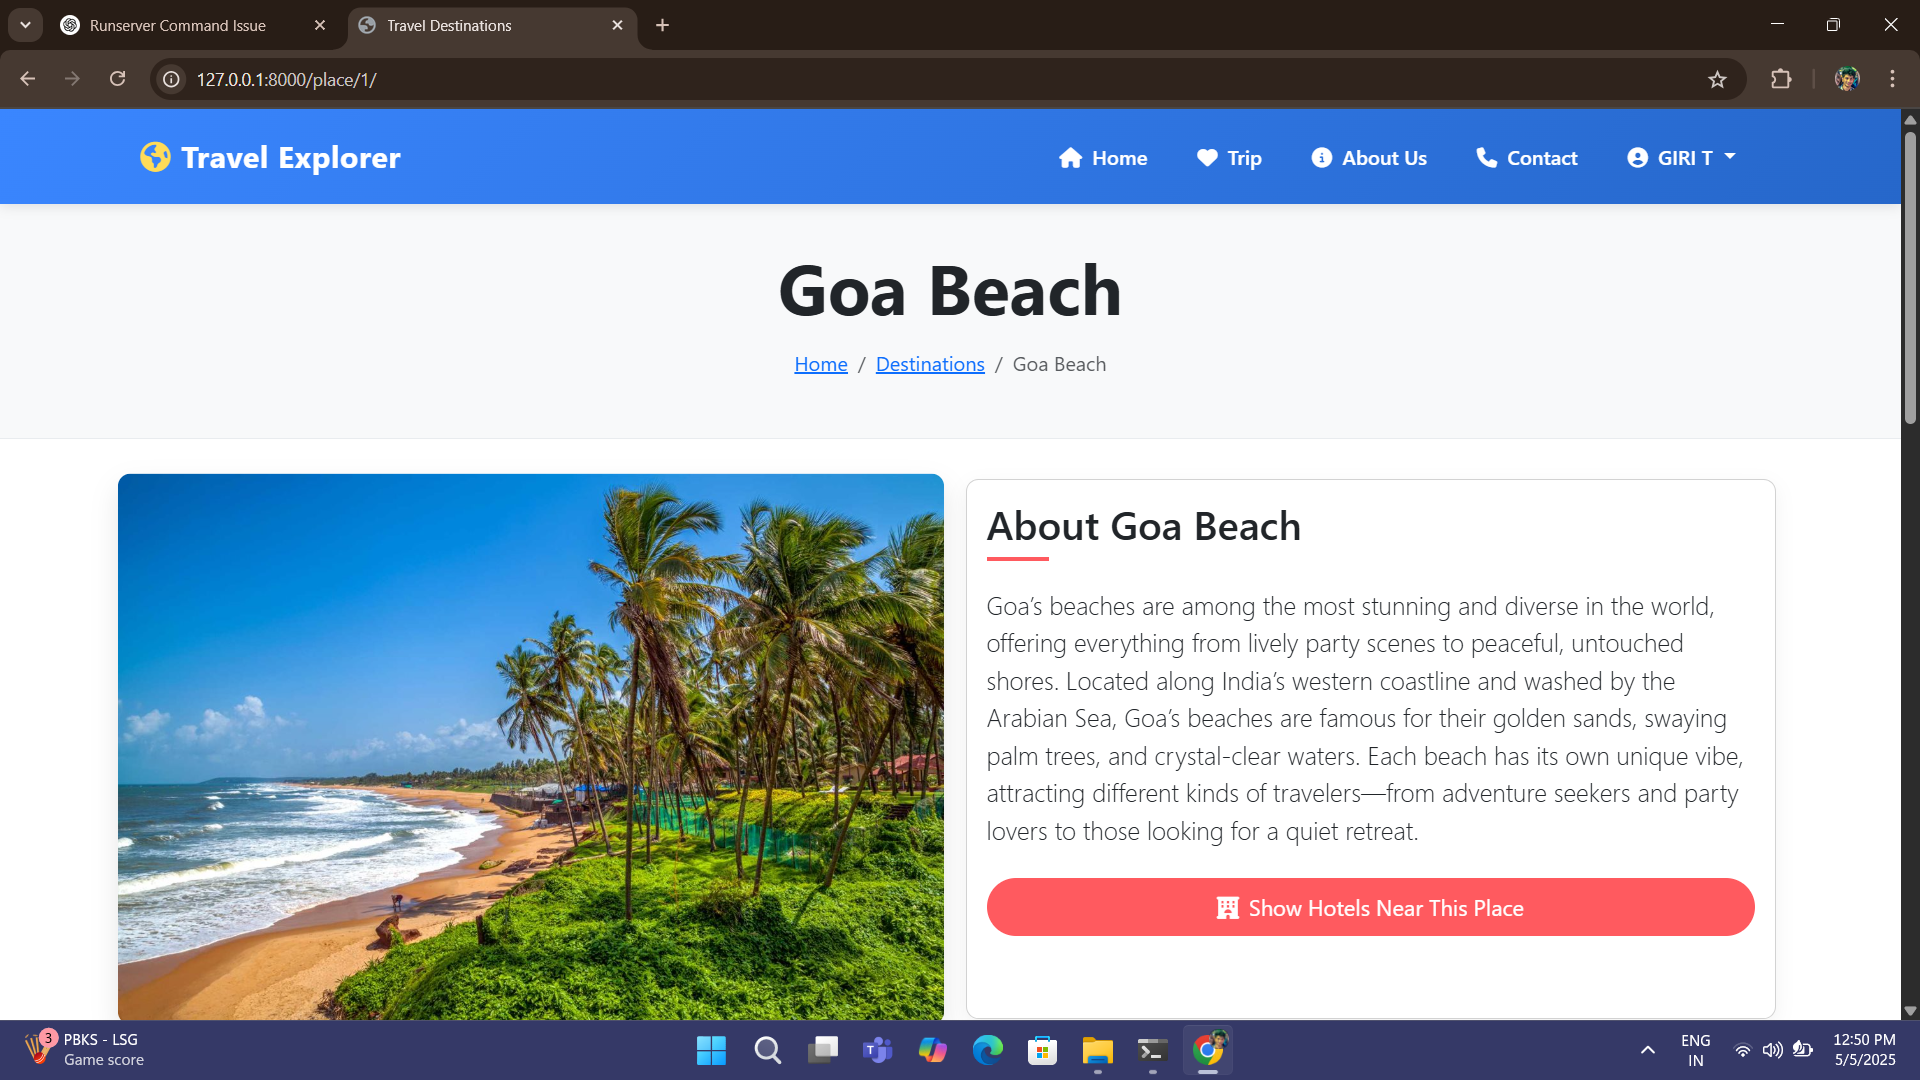 Runserver Command Issue
Travel Destinations
127.0.0.1:8000/place/1/
Travel Explorer
Home
Trip
About Us
Contact
GIRI T
Goa Beach
Home / Destinations / Goa Beach
About Goa Beach
Goa’s beaches are among the most stunning and diverse in the world,
offering everything from lively party scenes to peaceful, untouched
shores. Located along India’s western coastline and washed by the
Arabian Sea, Goa’s beaches are famous for their golden sands, swaying
palm trees, and crystal-clear waters. Each beach has its own unique vibe,
attracting different kinds of travelers—from adventure seekers and party
lovers to those looking for a quiet retreat.
Show Hotels Near This Place
3
PBKS - LSG
Game score
ENG
IN
12:50 PM
5/5/2025